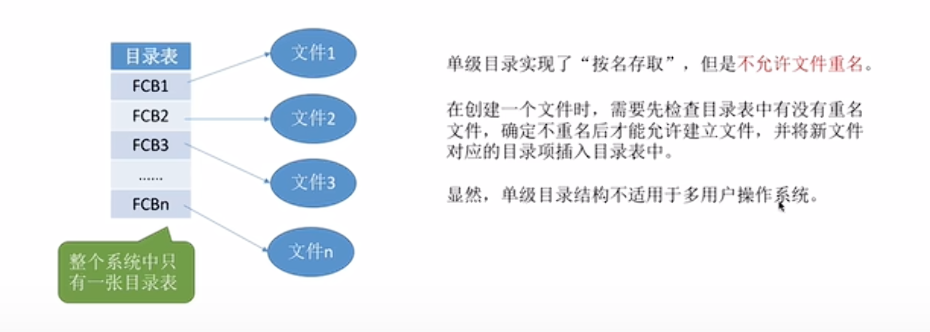 目录表
FCB1
FCB2
FCB3
......
FCBn
文件1
文件2
文件3
文件n
整个系统中只
有一张目录表
单级目录实现了“按名存取”，但是不允许文件重名。
在创建一个文件时，需要先检查目录表中有没有重名
文件，确定不重名后才能允许建立文件，并将新文件
对应的目录项插入目录表中。
显然，单级目录结构不适用于多用户操作系统。